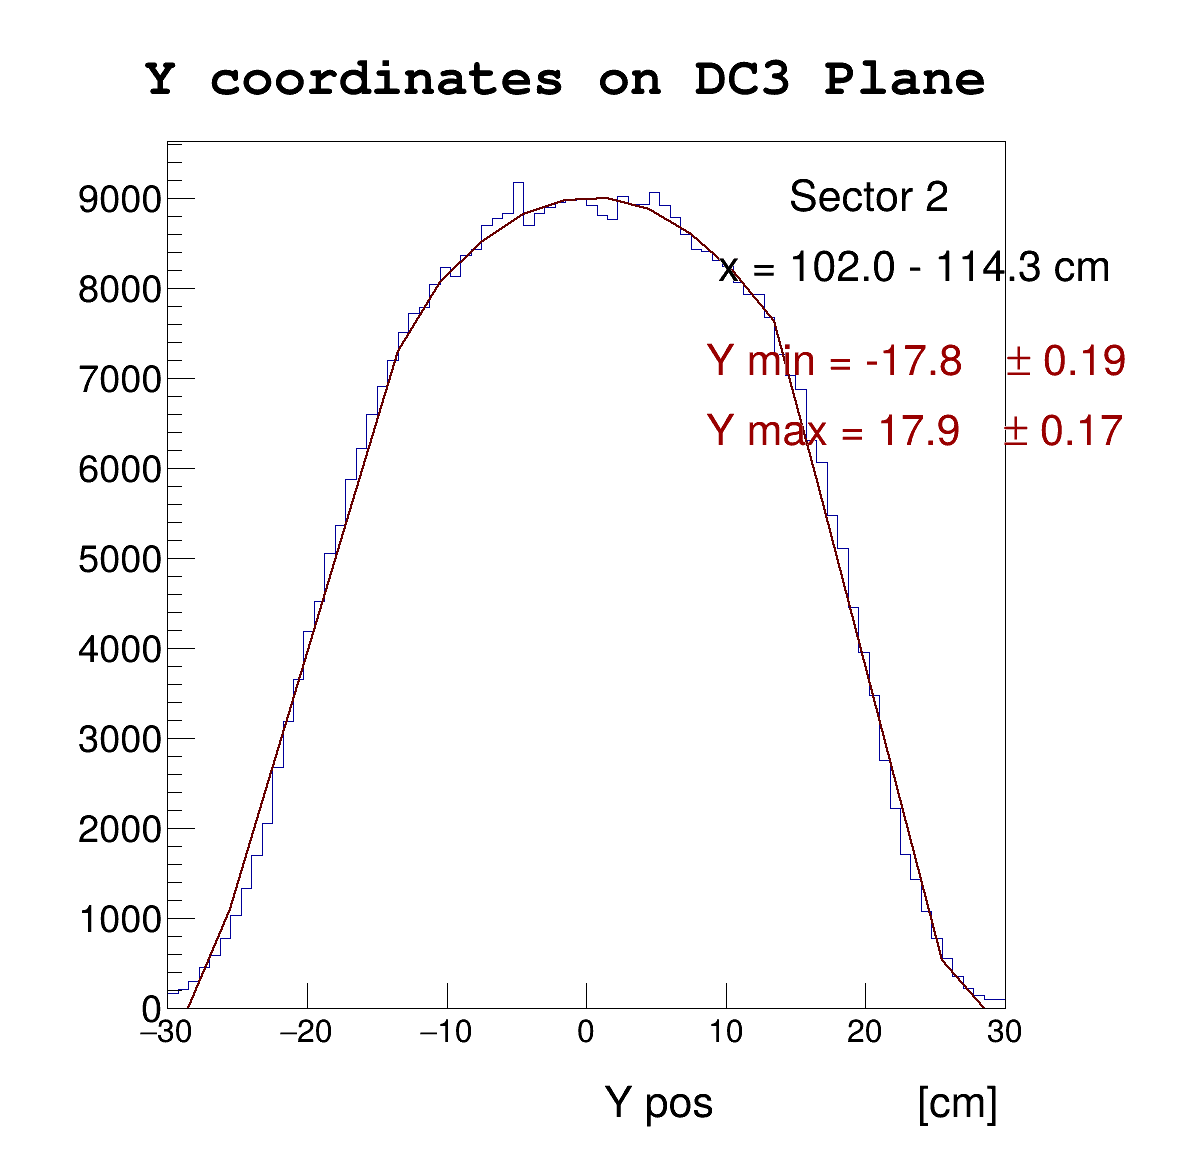 Y coordinates on DC3 Plane
Sector 2
x = 102.0 - 114.3 cm
Y min = -17.8 ± 0.19
Y max = 17.9 ± 0.17
9000
8000
7000
6000
5000
4000
3000
2000
1000
0
−30 −20 −10 0 10 20 30
Y pos [cm]